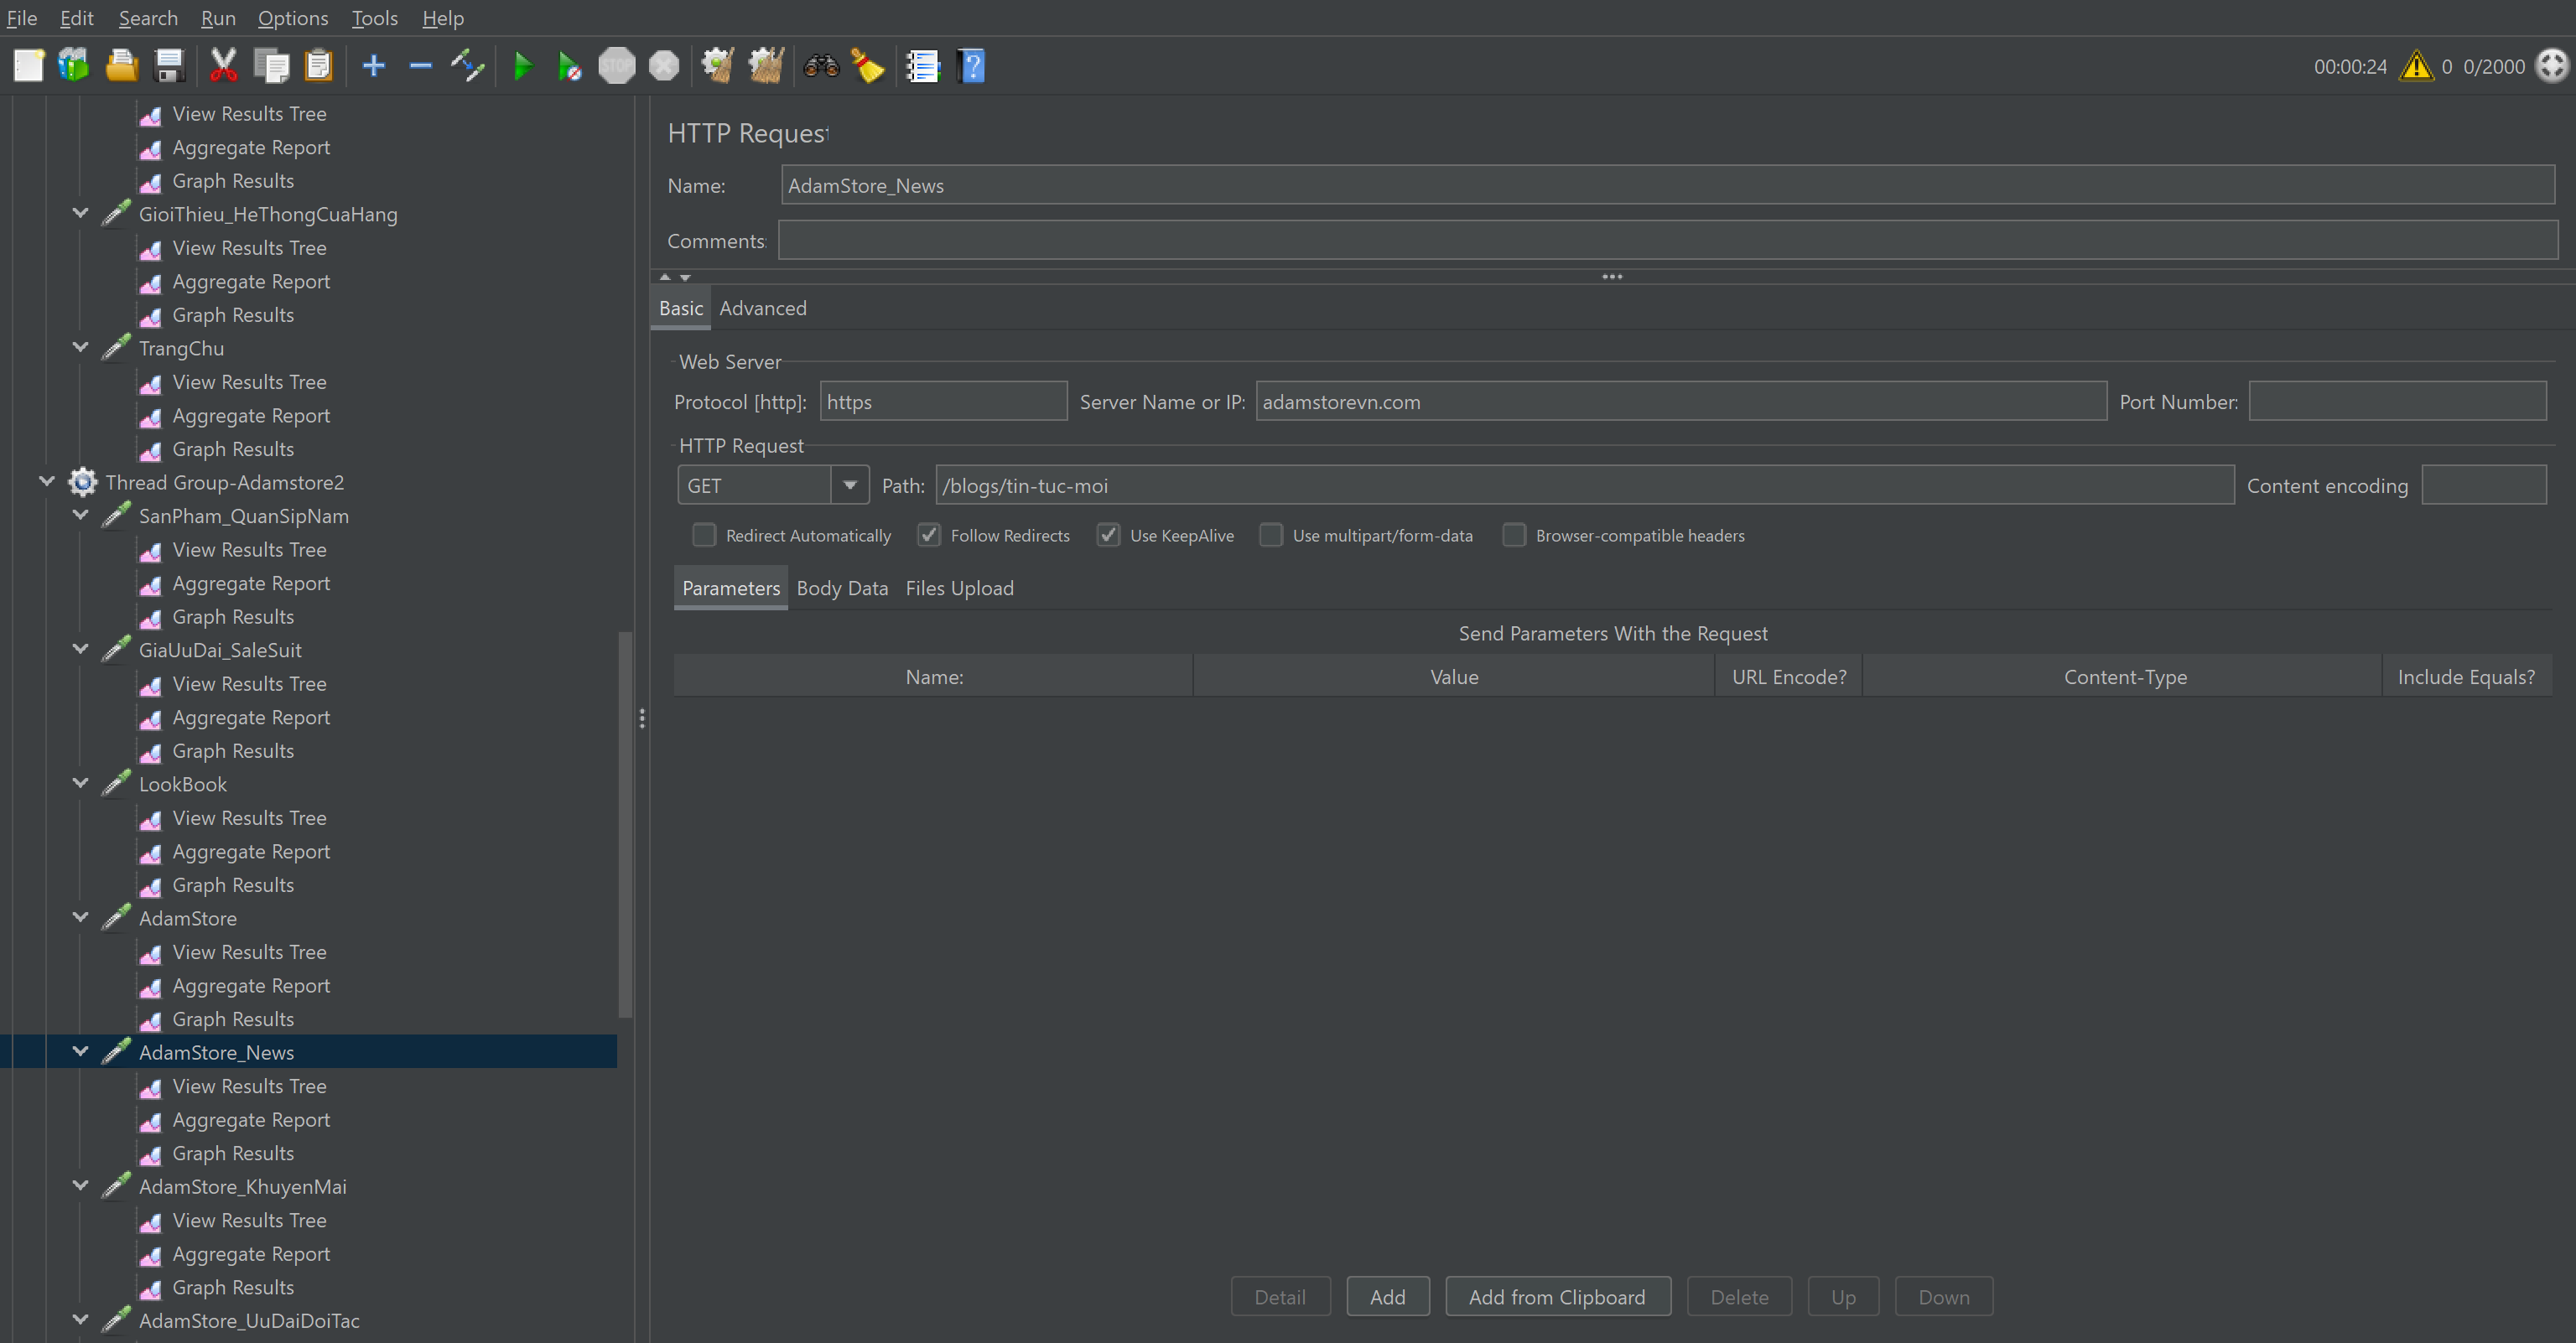 File Edit Search Run Options Tools Help
STOP
00:00:24 0 0/2000
View Results Tree
Aggregate Report
Graph Results
GioiThieu_HeThongCuaHang
View Results Tree
Aggregate Report
Graph Results
TrangChu
View Results Tree
Aggregate Report
Graph Results
Thread Group-Adamstore2
SanPham_QuanSipNam
View Results Tree
Aggregate Report
Graph Results
GiaUuDai_SaleSuit
View Results Tree
Aggregate Report
Graph Results
LookBook
View Results Tree
Aggregate Report
Graph Results
AdamStore
View Results Tree
Aggregate Report
Graph Results
AdamStore_News
View Results Tree
Aggregate Report
Graph Results
AdamStore_KhuyenMai
View Results Tree
Aggregate Report
Graph Results
AdamStore_UuDaiDoiTac
HTTP Request
Name: AdamStore_News
Comments:
Basic Advanced
Web Server
Protocol [http]: https Server Name or IP: adamstorevn.com Port Number:
HTTP Request
GET Path: /blogs/tin-tuc-moi Content encoding
Redirect Automatically Follow Redirects Use KeepAlive Use multipart/form-data Browser-compatible headers
Parameters Body Data Files Upload
Send Parameters With the Request
Name: Value URL Encode? Content-Type Include Equals?
Detail Add Add from Clipboard Delete Up Down